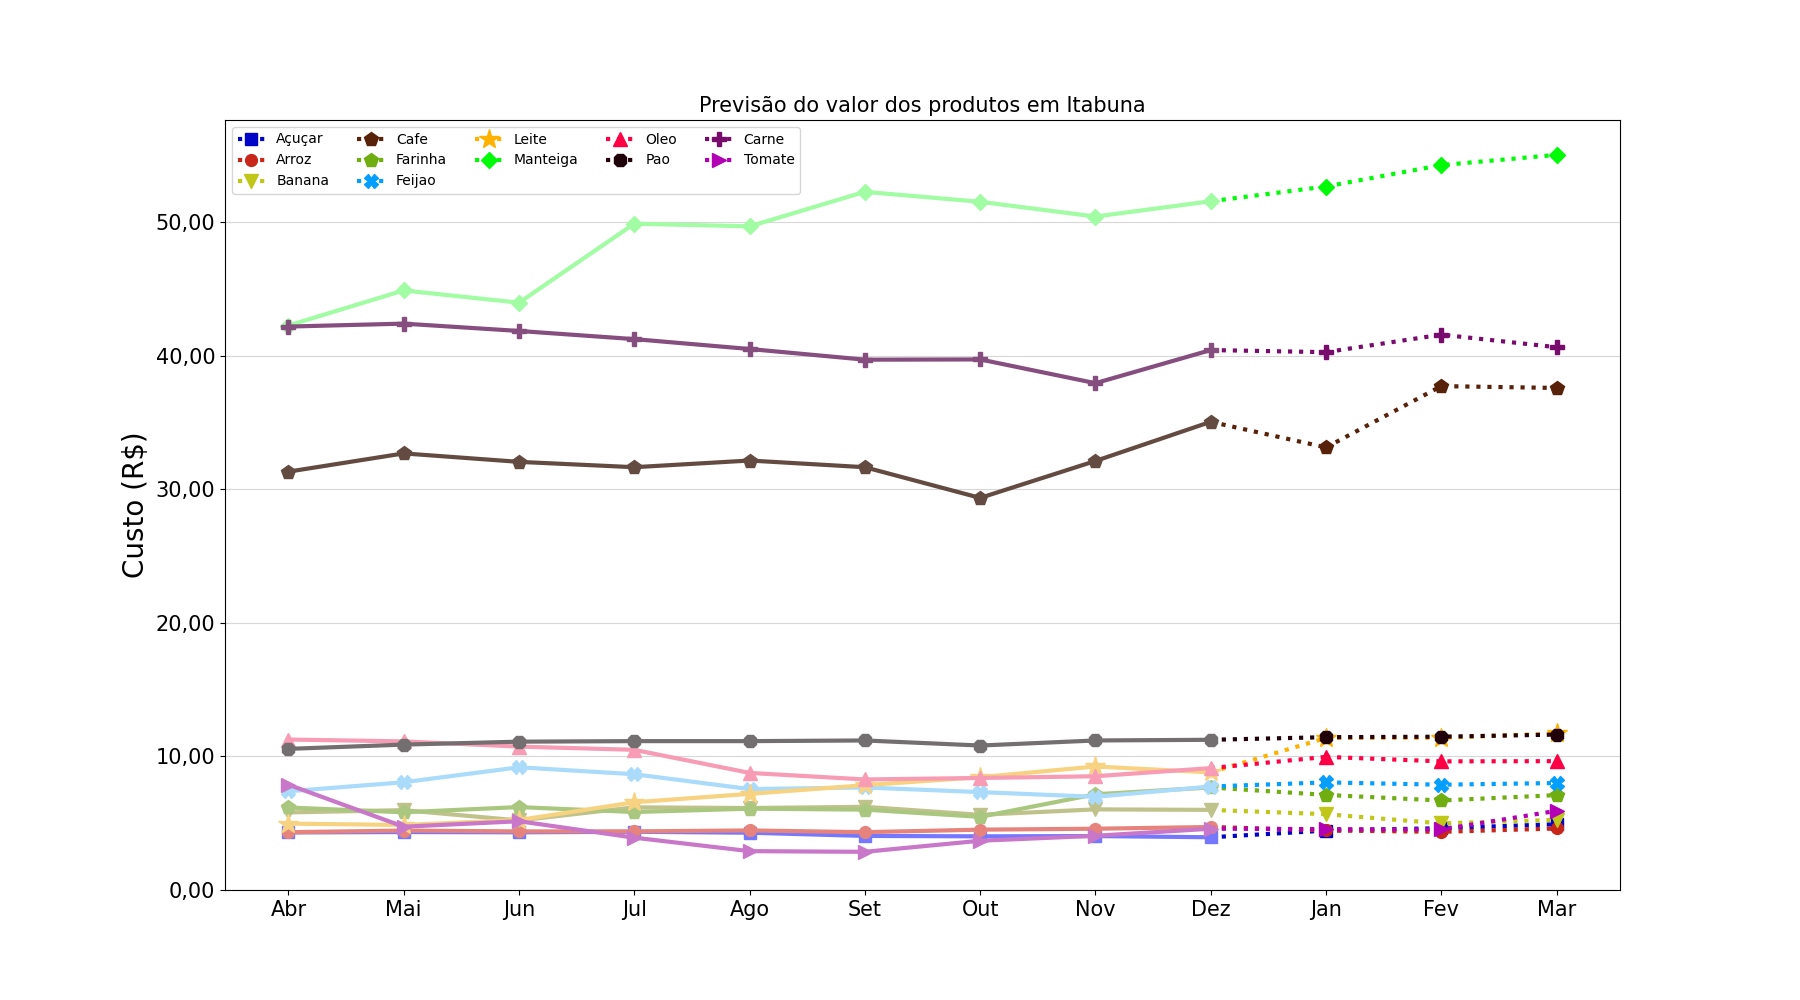 Previsão do valor dos produtos em Itabuna
Açuçar
Arroz
Banana
Cafe
Farinha
Feijao
Leite
Manteiga
Oleo
Pao
Carne
Tomate
Custo (R$)
50,00
40,00
30,00
20,00
10,00
0,00
Abr Mai Jun Jul Ago Set Out Nov Dez Jan Fev Mar